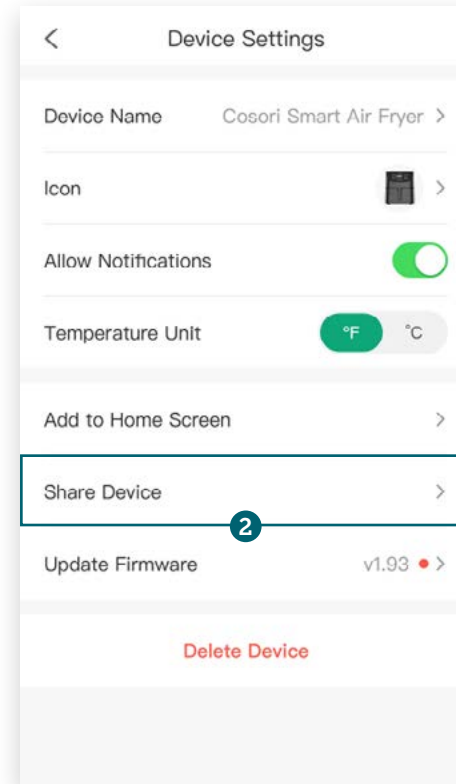 Device Settings
Device Name Cosori Smart Air Fryer
Icon
Allow Notifications
Temperature Unit °F °C
Add to Home Screen
Share Device
2
Update Firmware v1.93
Delete Device